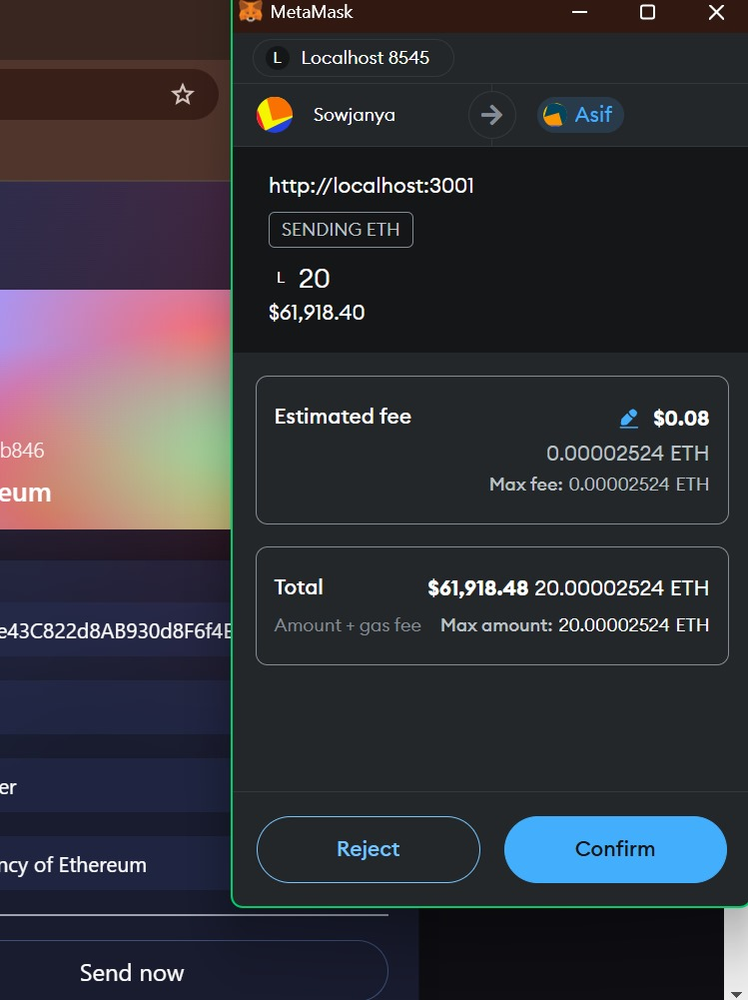 MetaMask
L Localhost 8545
Sowjanya
Asif
http://localhost:3001
SENDING ETH
L 20
$61,918.40
Estimated fee $0.08
0.00002524 ETH
Max fee: 0.00002524 ETH
Total $61,918.48 20.00002524 ETH
Amount + gas fee Max amount: 20.00002524 ETH
Reject Confirm
b846
eum
e43C822d8AB930d8F6f4E
er
ncy of Ethereum
Send now